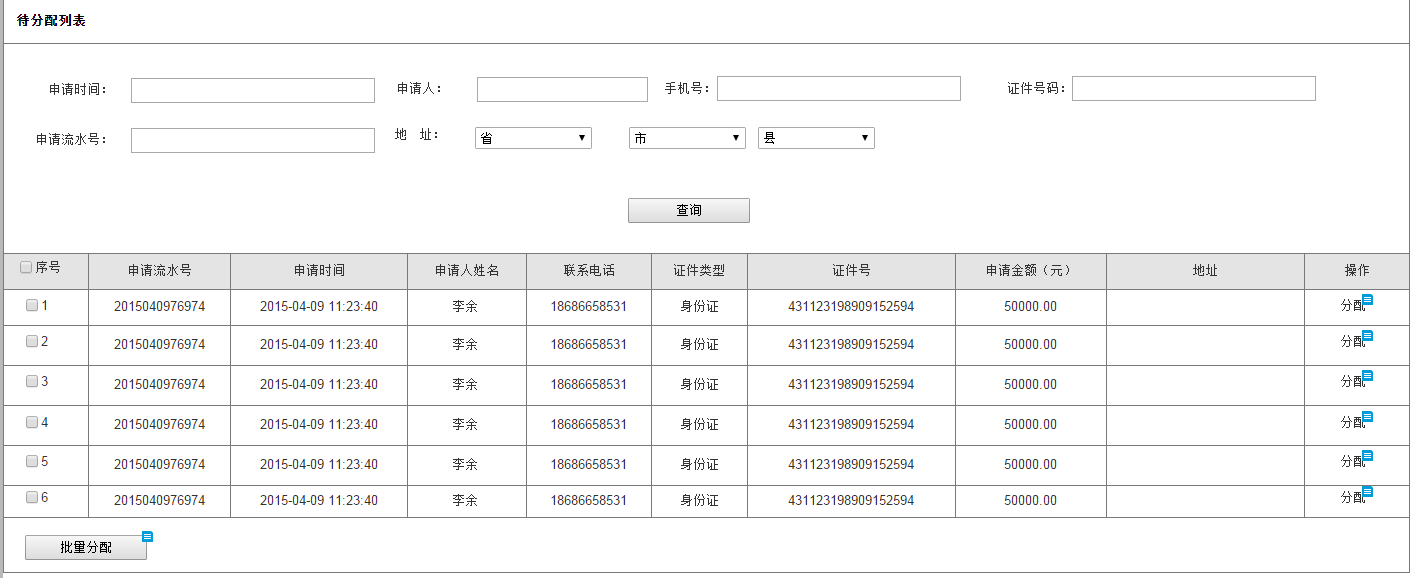 待分配列表
申请时间： 申请人： 手机号： 证件号码：
申请流水号： 地 址： 省 市 县
查询
序号 申请流水号 申请时间 申请人姓名 联系电话 证件类型 证件号 申请金额（元） 地址 操作
1 2015040976974 2015-04-09 11:23:40 李余 18686658531 身份证 431123198909152594 50000.00 分配
2 2015040976974 2015-04-09 11:23:40 李余 18686658531 身份证 431123198909152594 50000.00 分配
3 2015040976974 2015-04-09 11:23:40 李余 18686658531 身份证 431123198909152594 50000.00 分配
4 2015040976974 2015-04-09 11:23:40 李余 18686658531 身份证 431123198909152594 50000.00 分配
5 2015040976974 2015-04-09 11:23:40 李余 18686658531 身份证 431123198909152594 50000.00 分配
6 2015040976974 2015-04-09 11:23:40 李余 18686658531 身份证 431123198909152594 50000.00 分配
批量分配